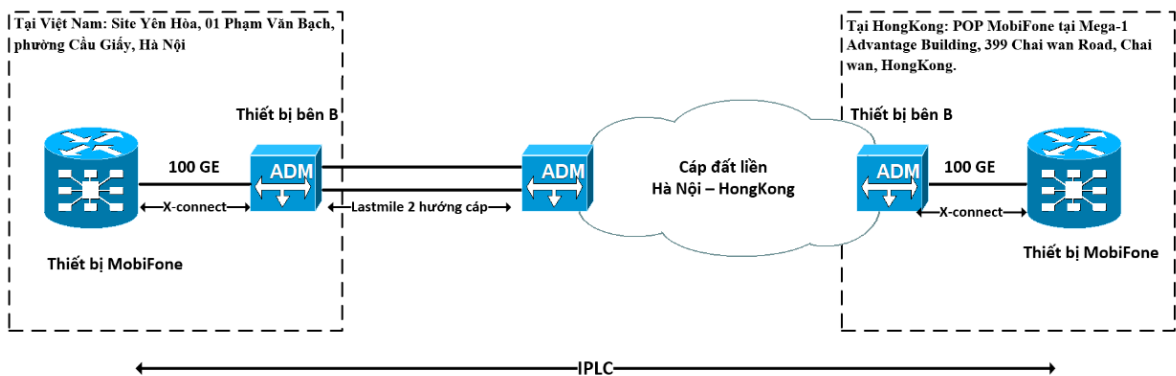 Tại Việt Nam: Site Yên Hòa, 01 Phạm Văn Bạch,
phường Cầu Giấy, Hà Nội
Tại HongKong: POP MobiFone tại Mega-1
Advantage Building, 399 Chai wan Road, Chai
wan, HongKong.
Thiết bị bên B
Thiết bị bên B
100 GE
ADM
ADM
Cáp đất liền
Hà Nội – HongKong
ADM
100 GE
X-connect
Lastmile 2 hướng cáp
X-connect
Thiết bị MobiFone
Thiết bị MobiFone
IPLC